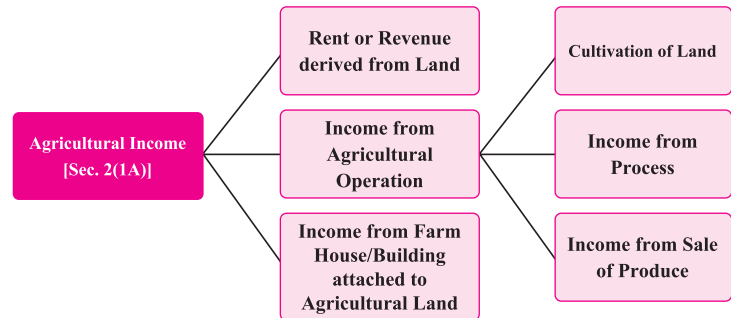 Agricultural Income
[Sec. 2(1A)]
Rent or Revenue
derived from Land
Income from
Agricultural
Operation
Income from Farm
House/Building
attached to
Agricultural Land
Cultivation of Land
Income from
Process
Income from Sale
of Produce